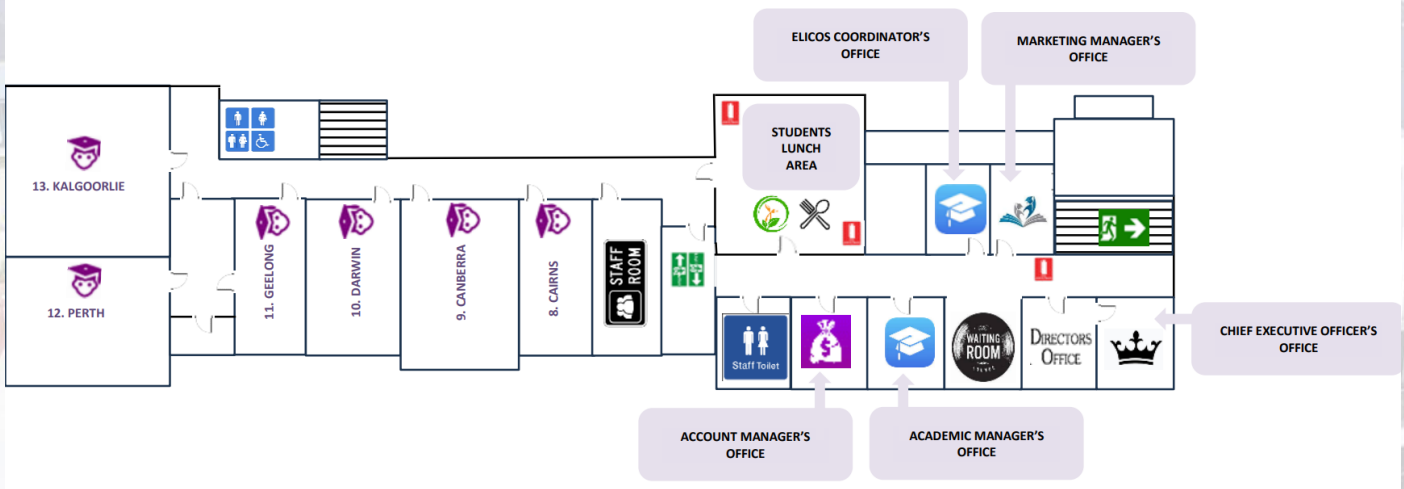 ELICOS COORDINATOR'S
OFFICE
MARKETING MANAGER'S
OFFICE
STUDENTS
LUNCH
AREA
13. KALGOORLIE
12. PERTH
11. GEELONG
10. DARWIN
9. CANBERRA
8. CAIRNS
STAFF
ROOM
Staff Toilet
WAITING
ROOM
DIRECTORS
OFFICE
CHIEF EXECUTIVE OFFICER'S
OFFICE
ACCOUNT MANAGER'S
OFFICE
ACADEMIC MANAGER'S
OFFICE